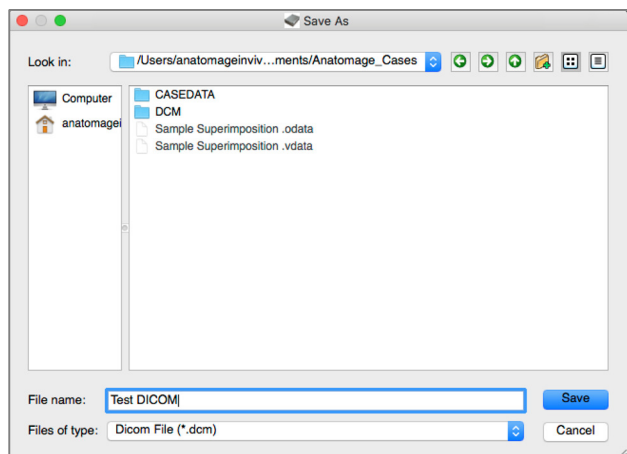 Save As
Look in: /Users/anatomageinviv...ments/Anatomage_Cases
Computer
anatomagei
CASEDATA
DCM
Sample Superimposition .odata
Sample Superimposition .vdata
File name: Test DICOM Save
Files of type: Dicom File (*.dcm) Cancel